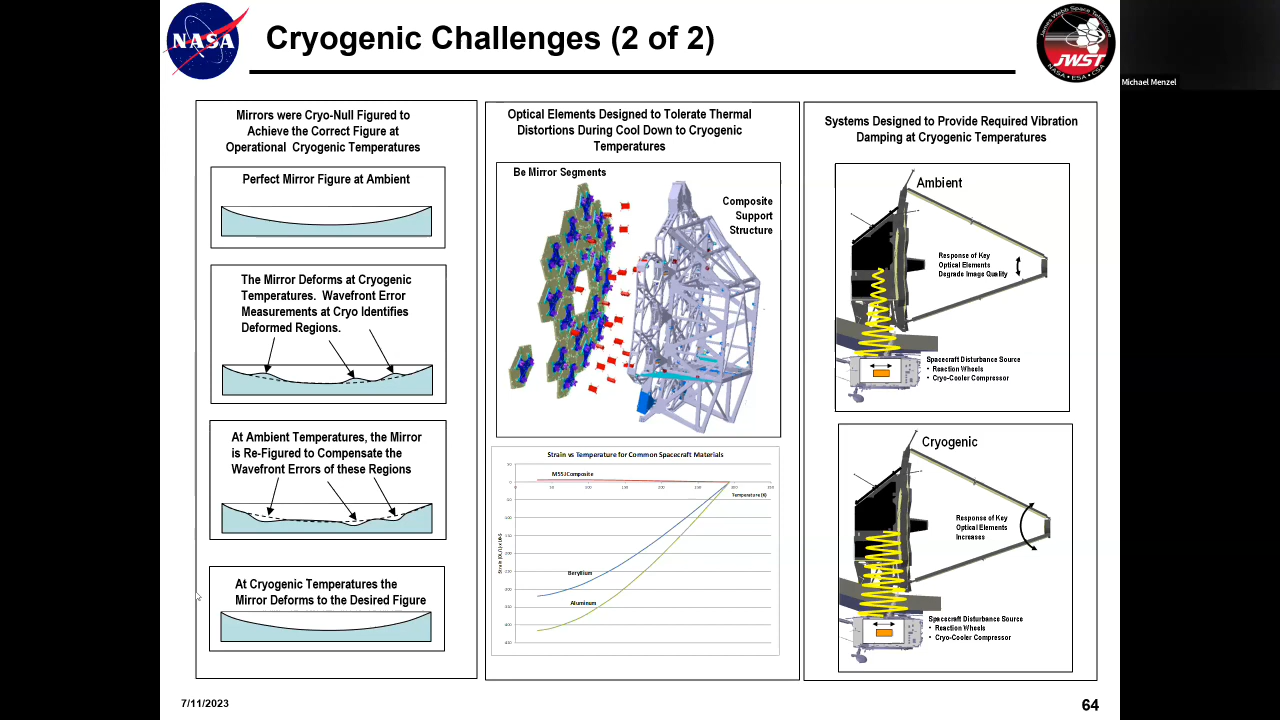 NASA
Cryogenic Challenges (2 of 2)
James Webb Space Telescope
JWST
NASA • ESA • CSA
Michael Menzel
Mirrors were Cryo-Null Figured to
Achieve the Correct Figure at
Operational Cryogenic Temperatures
Perfect Mirror Figure at Ambient
The Mirror Deforms at Cryogenic
Temperatures. Wavefront Error
Measurements at Cryo Identifies
Deformed Regions.
At Ambient Temperatures, the Mirror
is Re-Figured to Compensate the
Wavefront Errors of these Regions
At Cryogenic Temperatures the
Mirror Deforms to the Desired Figure
Optical Elements Designed to Tolerate Thermal
Distortions During Cool Down to Cryogenic
Temperatures
Be Mirror Segments
Composite
Support
Structure
Strain vs Temperature for Common Spacecraft Materials
M55J Composite
Temperature (K)
Beryllium
Aluminum
Systems Designed to Provide Required Vibration
Damping at Cryogenic Temperatures
Ambient
Response of Key
Optical Elements
Degrade Image Quality
Spacecraft Disturbance Source
• Reaction Wheels
• Cryo-Cooler Compressor
Cryogenic
Response of Key
Optical Elements
Increases
Spacecraft Disturbance Source
• Reaction Wheels
• Cryo-Cooler Compressor
7/11/2023
64